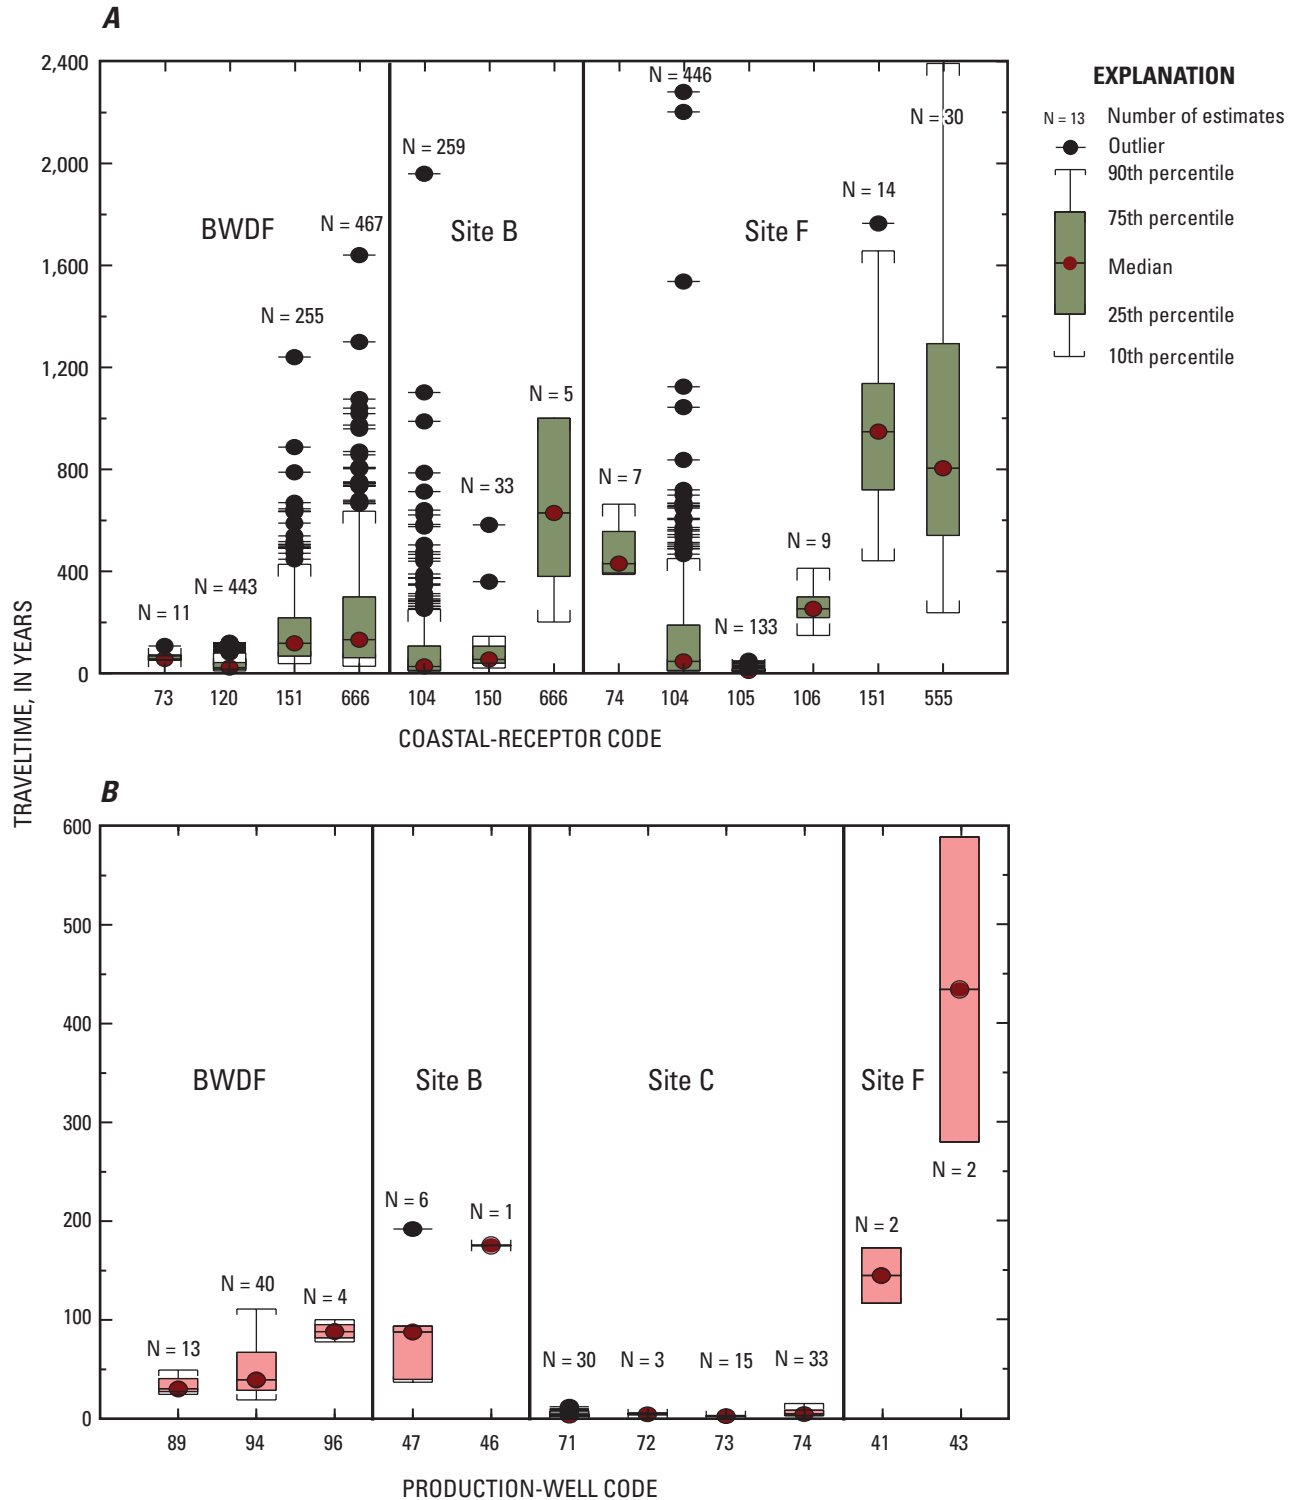 A
TRAVELTIME, IN YEARS
2,400
2,000
1,600
1,200
800
400
0
BWDF
Site B
Site F
N = 11
N = 443
N = 255
N = 467
N = 259
N = 33
N = 5
N = 7
N = 446
N = 133
N = 9
N = 14
N = 30
73 120 151 666 104 150 666 74 104 105 106 151 555
COASTAL-RECEPTOR CODE
EXPLANATION
N = 13 Number of estimates
Outlier
90th percentile
75th percentile
Median
25th percentile
10th percentile
B
600
500
400
300
200
100
0
BWDF
Site B
Site C
Site F
N = 13
N = 40
N = 4
N = 6
N = 1
N = 30
N = 3
N = 15
N = 33
N = 2
N = 2
89 94 96 47 46 71 72 73 74 41 43
PRODUCTION-WELL CODE